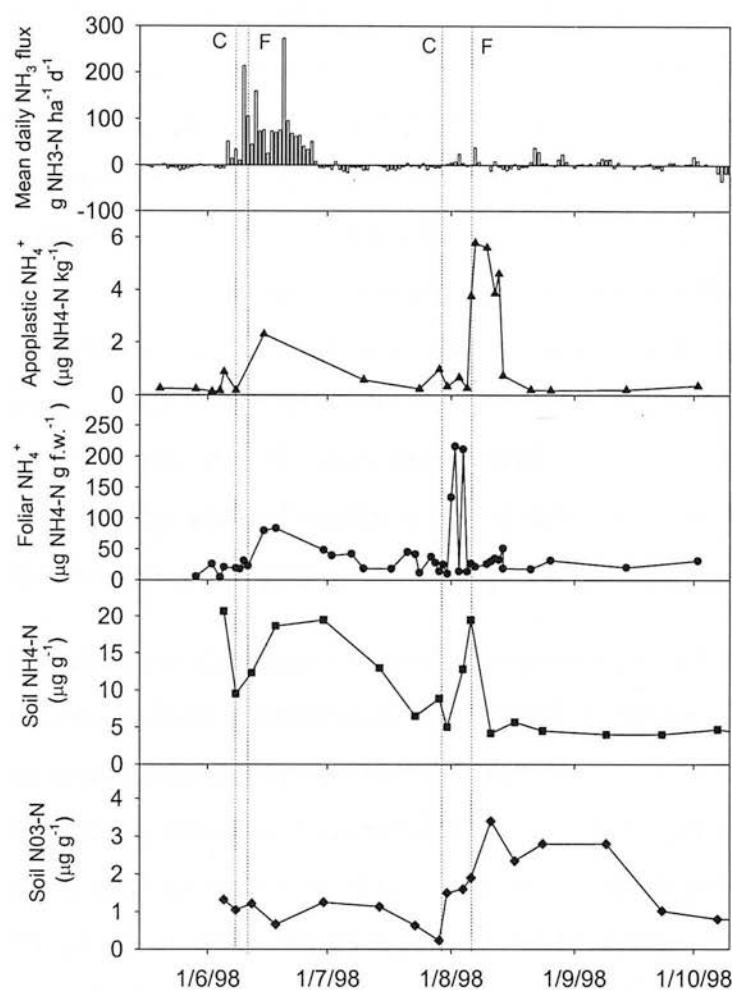 C F C F
Mean daily NH₃ flux
g NH3-N ha⁻¹ d⁻¹
300
200
100
0
-100
Apoplastic NH₄⁺
(µg NH4-N kg⁻¹)
6
4
2
0
Foliar NH₄⁺
(µg NH4-N g f.w.⁻¹)
250
200
150
100
50
0
Soil NH4-N
(µg g⁻¹)
20
15
10
5
0
Soil N03-N
(µg g⁻¹)
4
3
2
1
0
1/6/98 1/7/98 1/8/98 1/9/98 1/10/98